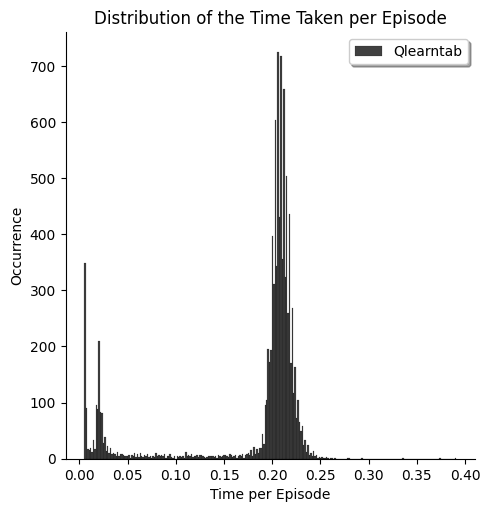 Distribution of the Time Taken per Episode
Qlearntab
700
600
500
400
300
200
100
0
Occurrence
0.00 0.05 0.10 0.15 0.20 0.25 0.30 0.35 0.40
Time per Episode